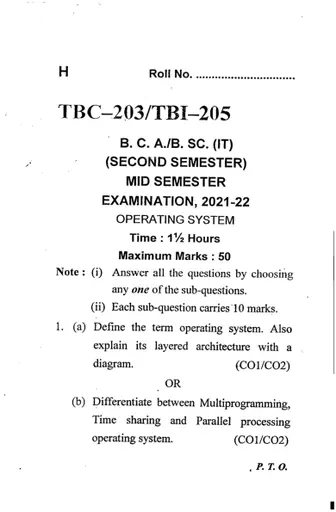 H Roll No. ..............................
TBC–203/TBI–205
B. C. A./B. SC. (IT)
(SECOND SEMESTER)
MID SEMESTER
EXAMINATION, 2021-22
OPERATING SYSTEM
Time : 1½ Hours
Maximum Marks : 50
Note : (i) Answer all the questions by choosing
any one of the sub-questions.
(ii) Each sub-question carries 10 marks.
1. (a) Define the term operating system. Also
explain its layered architecture with a
diagram. (CO1/CO2)
OR
(b) Differentiate between Multiprogramming,
Time sharing and Parallel processing
operating system. (CO1/CO2)
P. T. O.